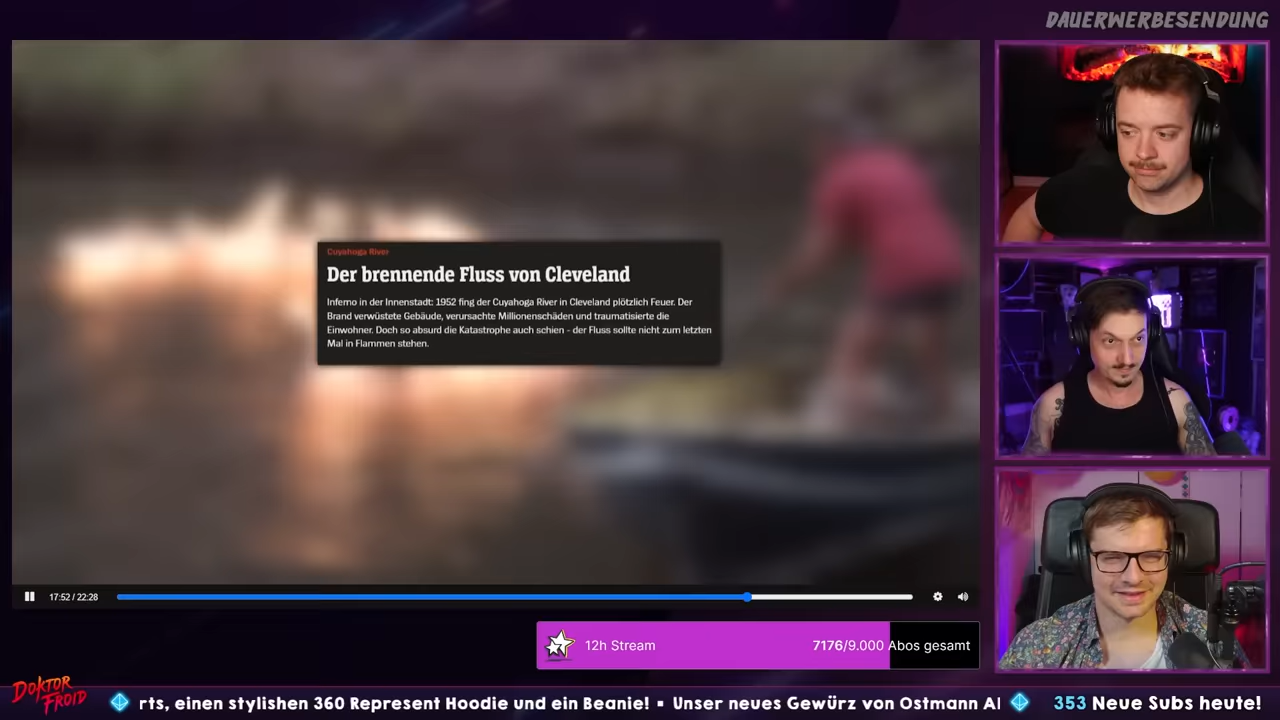 DAUERWERBESENDUNG
Cuyahoga River
Der brennende Fluss von Cleveland
Inferno in der Innenstadt: 1952 fing der Cuyahoga River in Cleveland plötzlich Feuer. Der
Brand verwüstete Gebäude, verursachte Millionenschäden und traumatisierte die
Einwohner. Doch so absurd die Katastrophe auch schien - der Fluss sollte nicht zum letzten
Mal in Flammen stehen.
17:52 / 22:28
12h Stream 7176/9.000 Abos gesamt
DOKTOR
FROID
rts, einen stylishen 360 Represent Hoodie und ein Beanie! ▪ Unser neues Gewürz von Ostmann Al 353 Neue Subs heute!